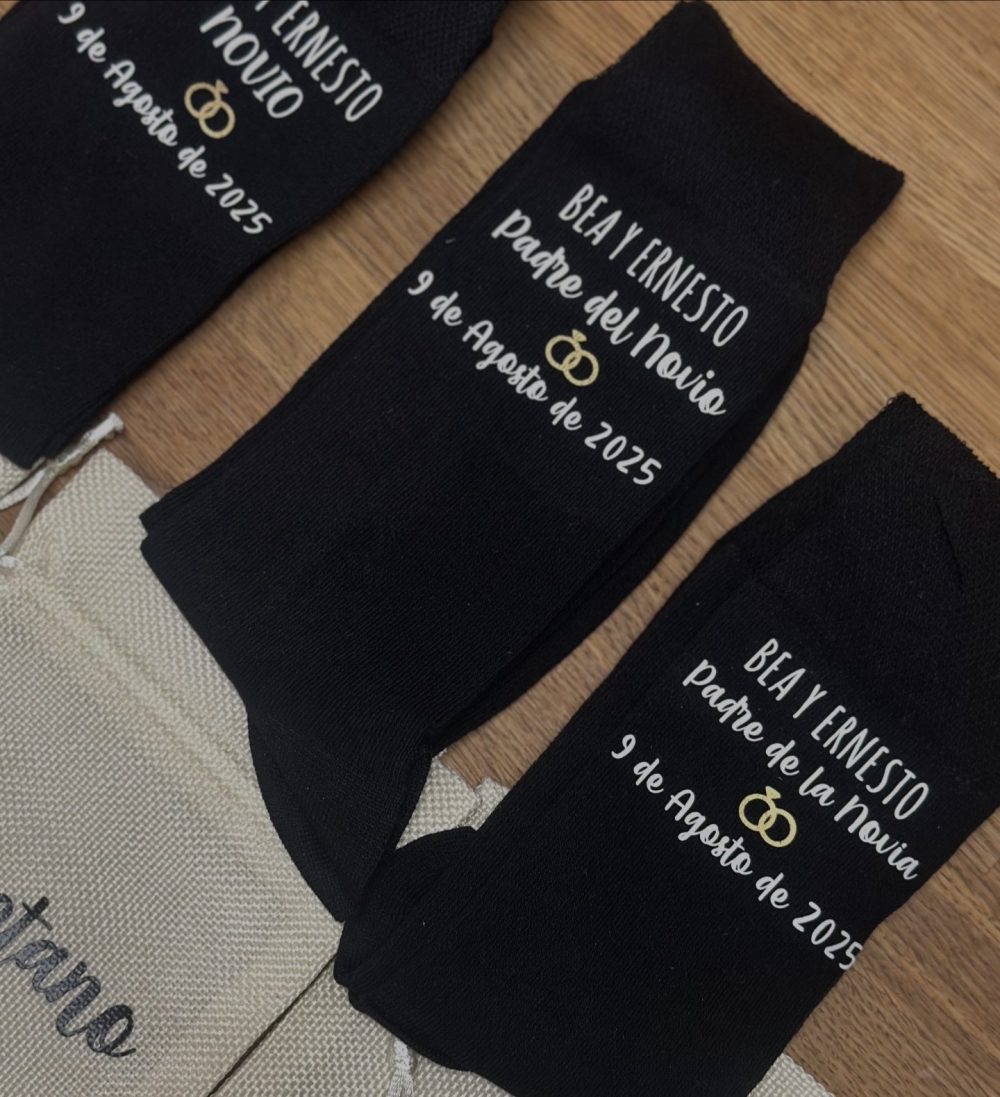 Y ERNESTO
NOVIO
9 de Agosto de 2025
BEA Y ERNESTO
Padre del Novio
9 de Agosto de 2025
BEA Y ERNESTO
Padre de la Novia
9 de Agosto de 2025